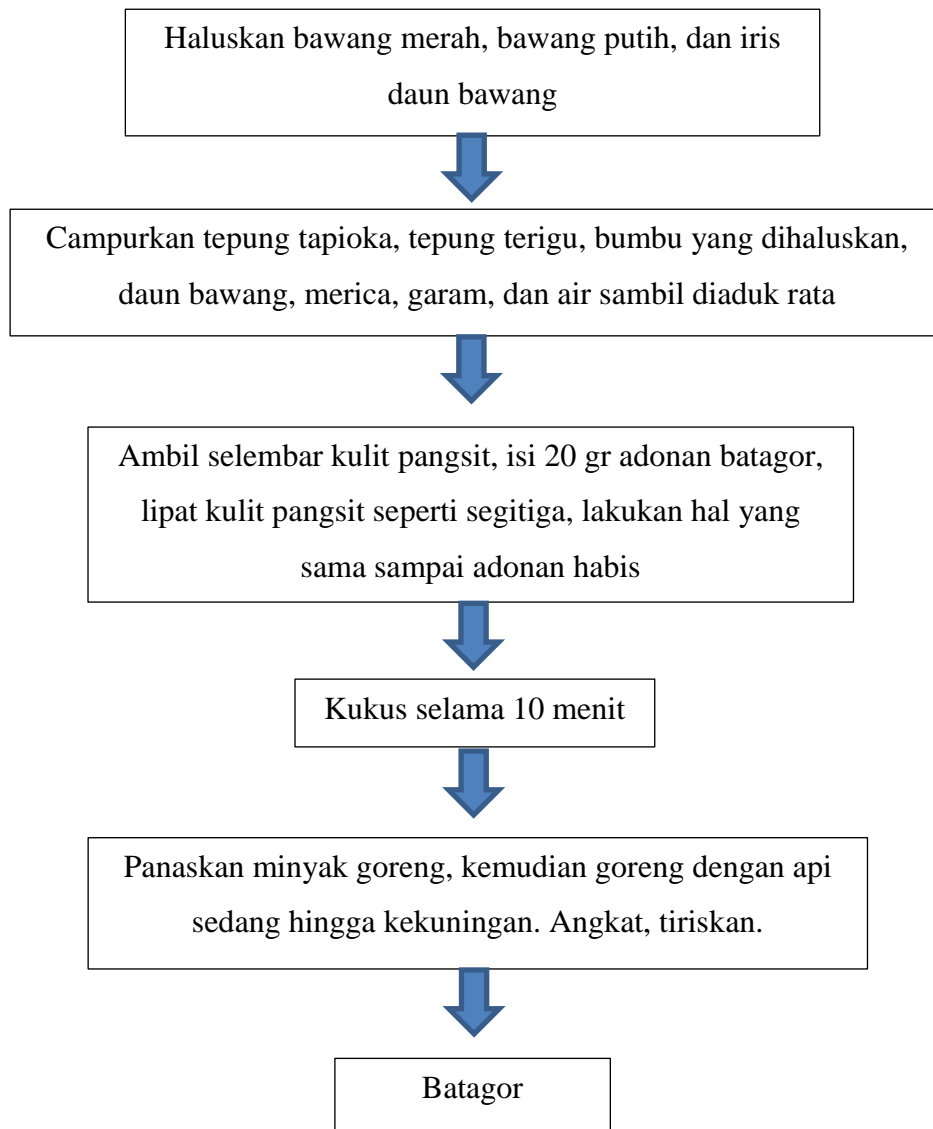 Haluskan bawang merah, bawang putih, dan iris
daun bawang
Campurkan tepung tapioka, tepung terigu, bumbu yang dihaluskan,
daun bawang, merica, garam, dan air sambil diaduk rata
Ambil selembar kulit pangsit, isi 20 gr adonan batagor,
lipat kulit pangsit seperti segitiga, lakukan hal yang
sama sampai adonan habis
Kukus selama 10 menit
Panaskan minyak goreng, kemudian goreng dengan api
sedang hingga kekuningan. Angkat, tiriskan.
Batagor